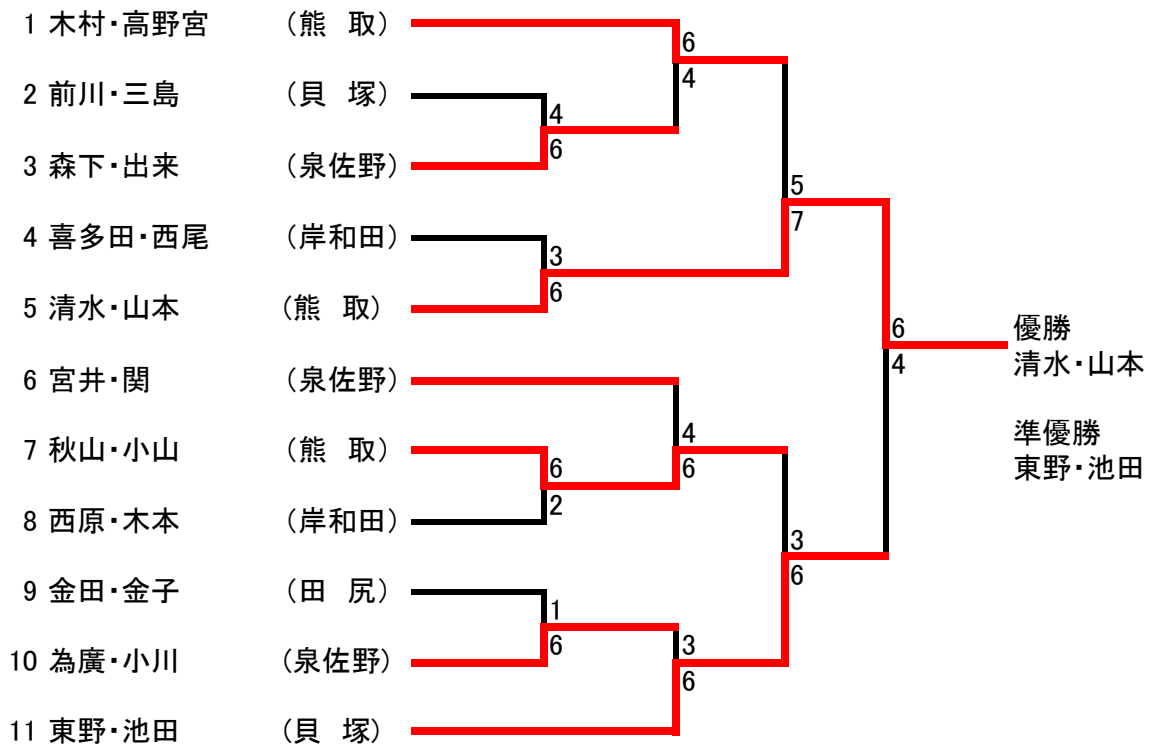 1 木村・高野宮 （熊 取）
6
4
2 前川・三島 （貝 塚）
4
6
3 森下・出来 （泉佐野）
5
7
4 喜多田・西尾 （岸和田）
3
6
5 清水・山本 （熊 取）
6
4
優勝
清水・山本
6 宮井・関 （泉佐野）
4
6
準優勝
東野・池田
7 秋山・小山 （熊 取）
6
2
8 西原・木本 （岸和田）
3
6
9 金田・金子 （田 尻）
1
6
10 為廣・小川 （泉佐野）
3
6
11 東野・池田 （貝 塚）